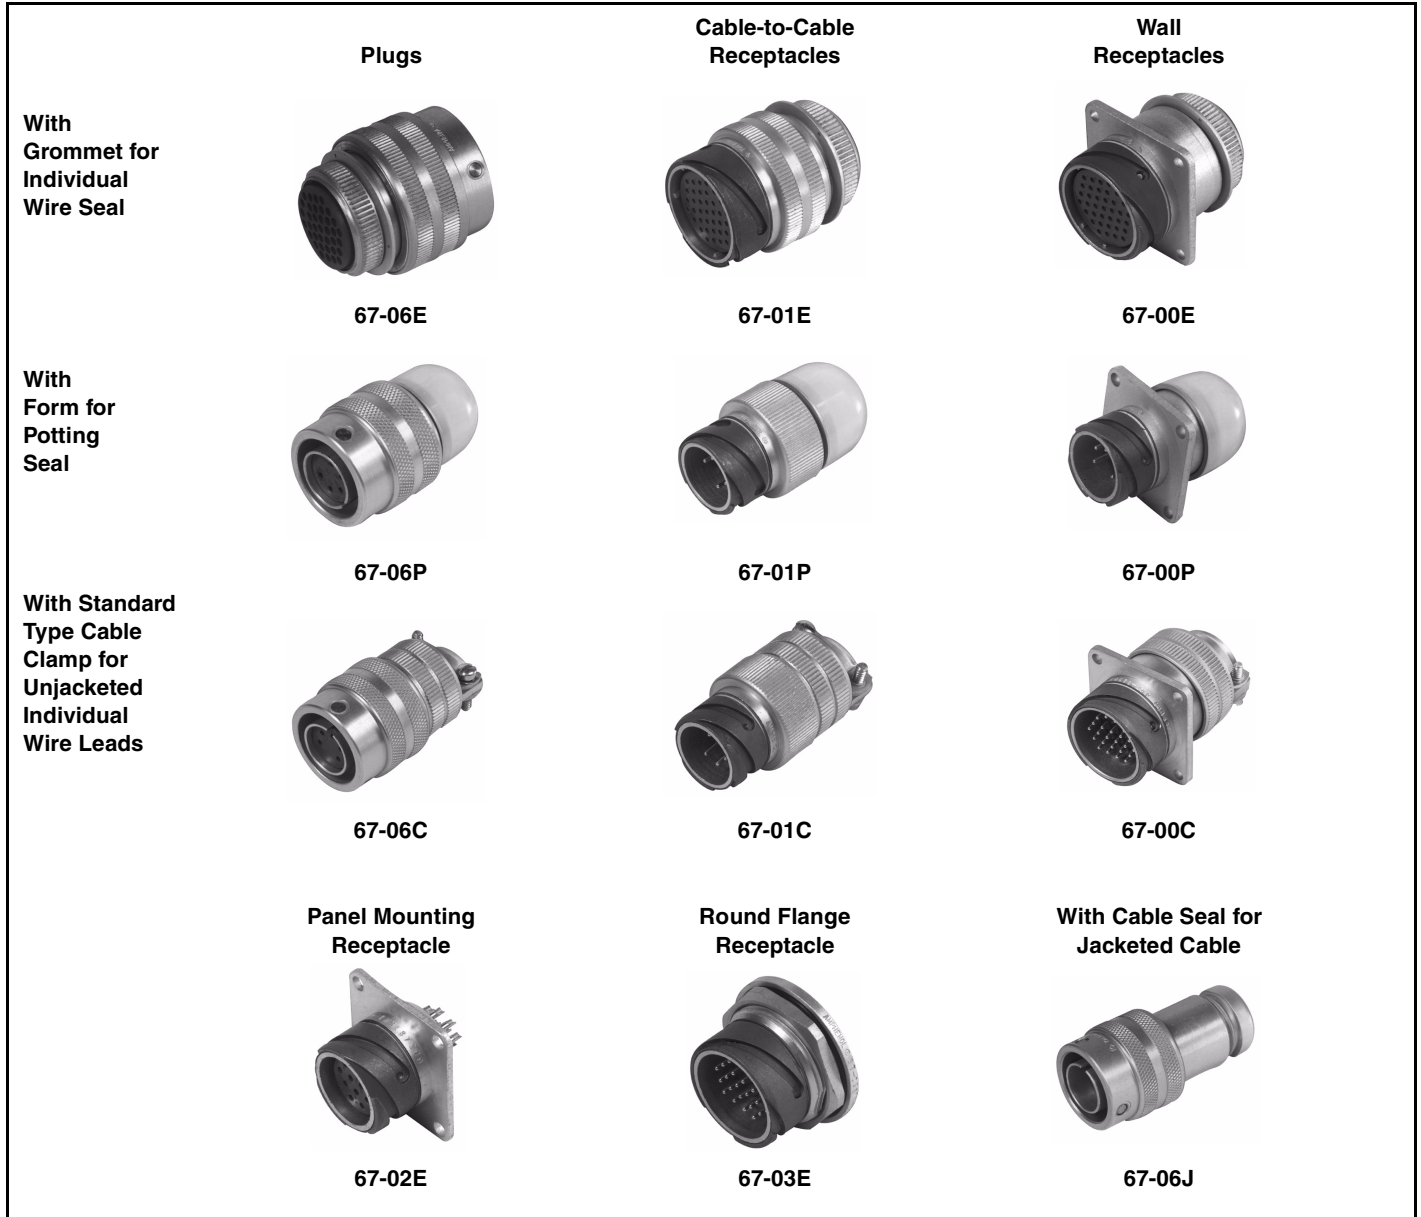 Plugs
Cable-to-Cable
Receptacles
Wall
Receptacles
With
Grommet for
Individual
Wire Seal
67-06E
67-01E
67-00E
With
Form for
Potting
Seal
67-06P
67-01P
67-00P
With Standard
Type Cable
Clamp for
Unjacketed
Individual
Wire Leads
67-06C
67-01C
67-00C
Panel Mounting
Receptacle
Round Flange
Receptacle
With Cable Seal for
Jacketed Cable
AMPHENOL
67-02E
67-03E
67-06J